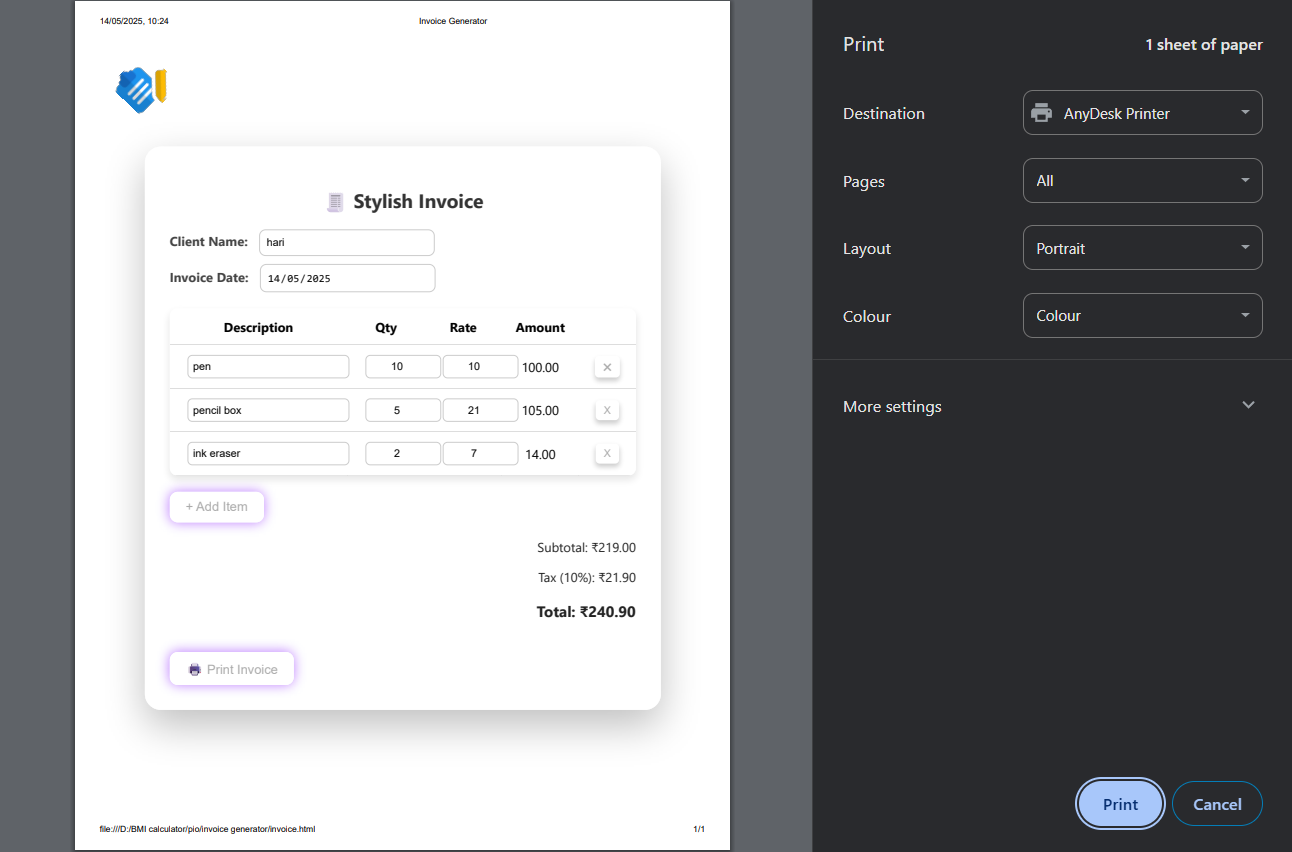 14/05/2025, 10:24 Invoice Generator
Print 1 sheet of paper
Destination AnyDesk Printer
Pages All
Layout Portrait
Colour Colour
More settings
Print Cancel
Stylish Invoice
Client Name: hari
Invoice Date: 14/05/2025
Description Qty Rate Amount
pen 10 10 100.00 X
pencil box 5 21 105.00 X
ink eraser 2 7 14.00 X
+ Add Item
Subtotal: ₹219.00
Tax (10%): ₹21.90
Total: ₹240.90
Print Invoice
file:///D:/BMI calculator/pio/invoice generator/invoice.html 1/1